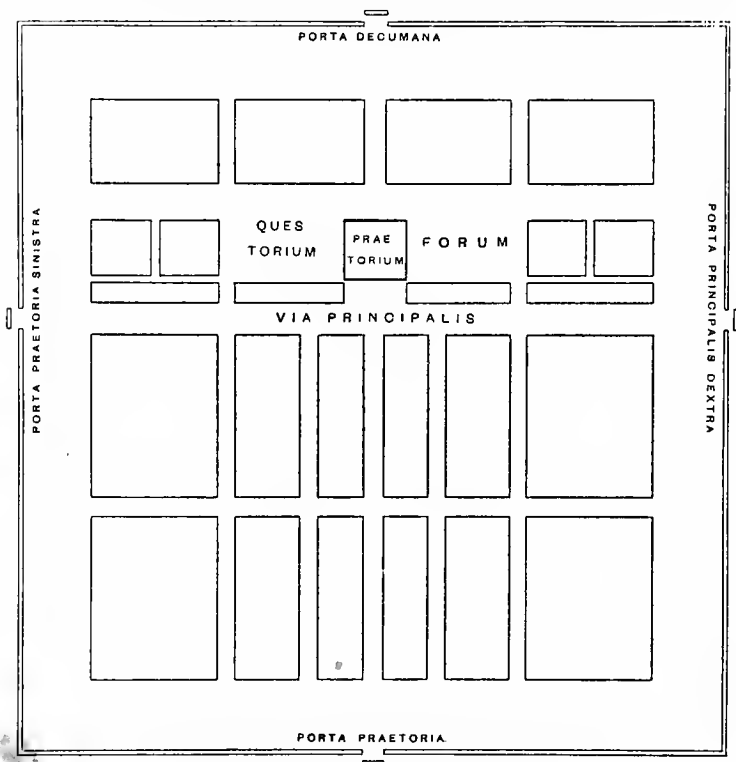 PORTA DECUMANA
PORTA PRAETORIA SINISTRA
QUES
TORIUM
PRAE
TORIUM
FORUM
PORTA PRINCIPALIS DEXTRA
VIA PRINCIPALIS
PORTA PRAETORIA.